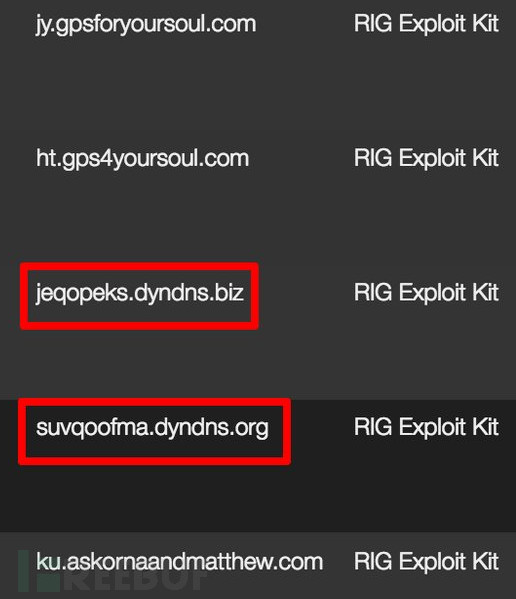 jy.gpsforyoursoul.com RIG Exploit Kit
ht.gps4yoursoul.com RIG Exploit Kit
jeqopeks.dyndns.biz RIG Exploit Kit
suvqoofma.dyndns.org RIG Exploit Kit
ku.askornaandmatthew.com RIG Exploit Kit
REEBUF